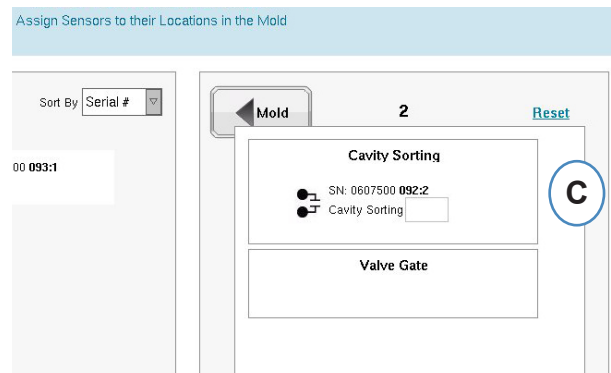 Assign Sensors to their Locations in the Mold
Sort By Serial #
00 093:1
Mold
2
Reset
Cavity Sorting
SN: 0607500 092:2
Cavity Sorting
C
Valve Gate